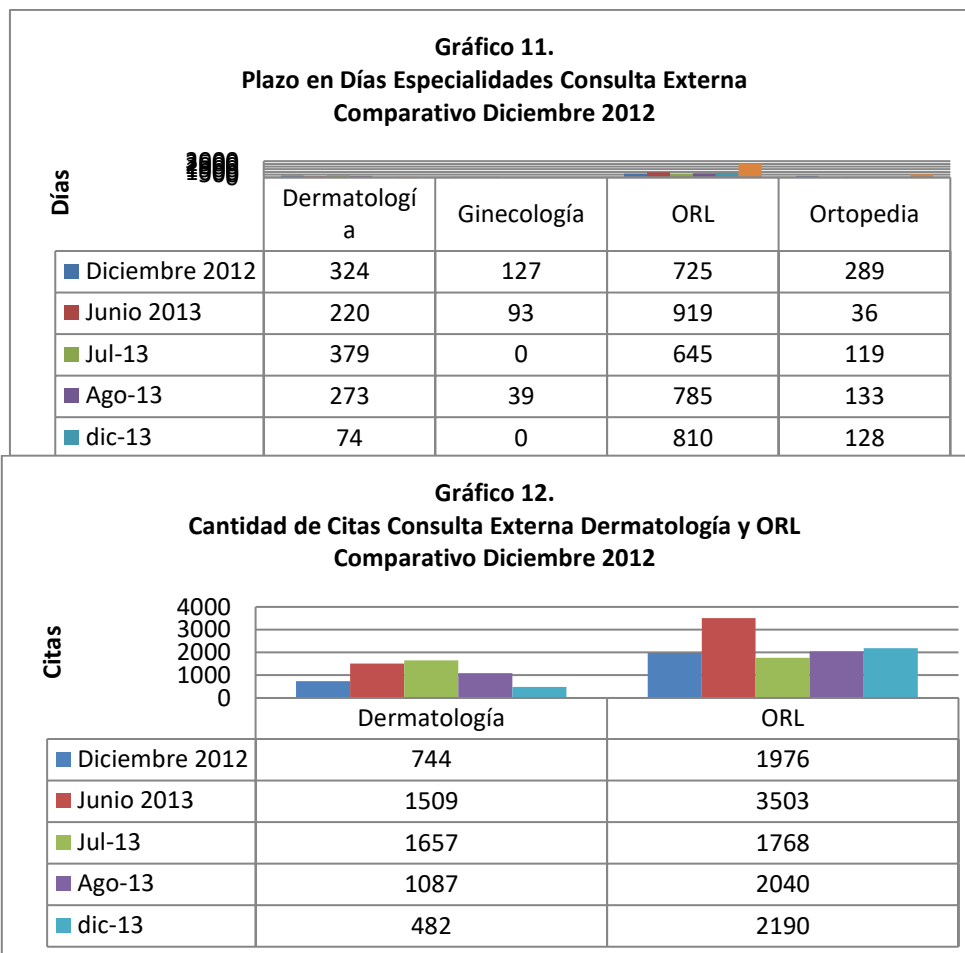 Gráfico 11.
Plazo en Días Especialidades Consulta Externa
Comparativo Diciembre 2012
Días
Dermatologí
a
Ginecología
ORL
Ortopedia
Diciembre 2012 324 127 725 289
Junio 2013 220 93 919 36
Jul-13 379 0 645 119
Ago-13 273 39 785 133
dic-13 74 0 810 128
Gráfico 12.
Cantidad de Citas Consulta Externa Dermatología y ORL
Comparativo Diciembre 2012
Citas
4000
3000
2000
1000
0
Dermatología ORL
Diciembre 2012 744 1976
Junio 2013 1509 3503
Jul-13 1657 1768
Ago-13 1087 2040
dic-13 482 2190